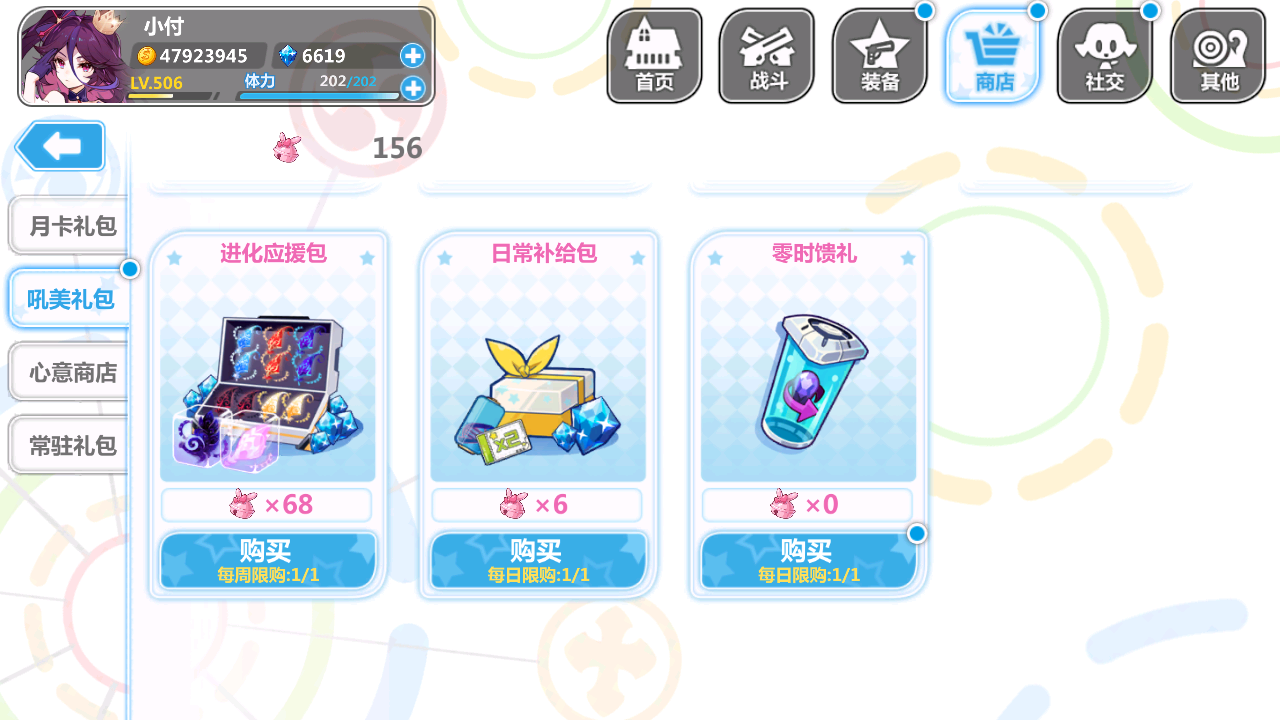 小付
47923945
6619
LV.506
体力
202/202
首页
战斗
装备
商店
社交
其他
156
月卡礼包
吼美礼包
心意商店
常驻礼包
进化应援包
日常补给包
零时馈礼
X2
×68
×6
×0
购买
每周限购:1/1
购买
每日限购:1/1
购买
每日限购:1/1